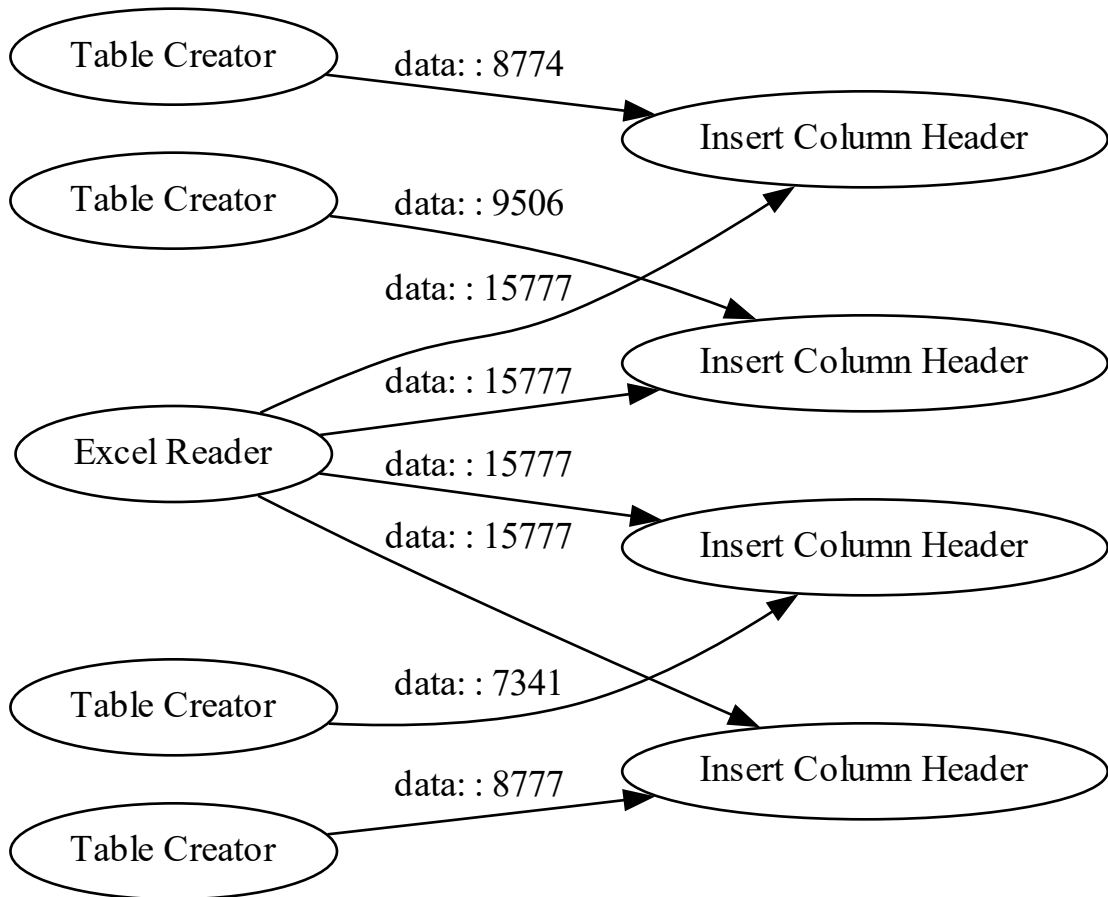 Table Creator
data: : 8774
Insert Column Header
Table Creator
data: : 9506
data: : 15777
Insert Column Header
data: : 15777
Excel Reader
data: : 15777
data: : 15777
Insert Column Header
Table Creator
data: : 7341
Insert Column Header
data: : 8777
Table Creator